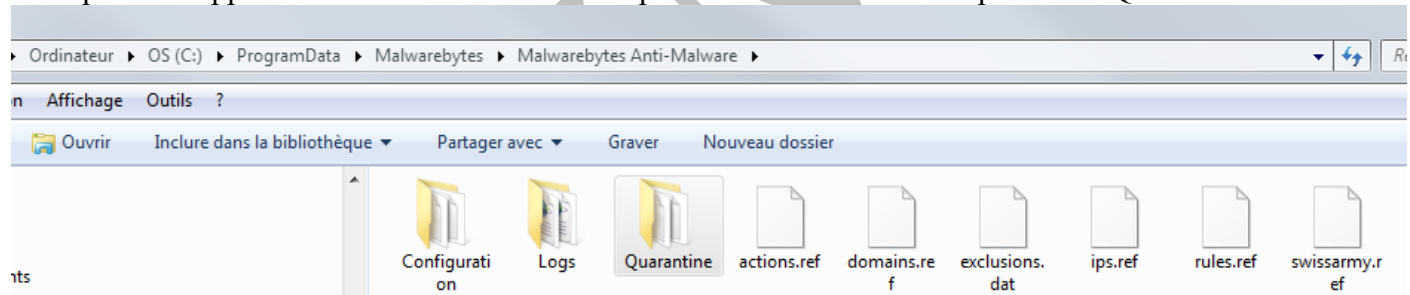 Ordinateur ▸ OS (C:) ▸ ProgramData ▸ Malwarebytes ▸ Malwarebytes Anti-Malware ▸
Affichage Outils ?
Ouvrir Inclure dans la bibliothèque ▾ Partager avec ▾ Graver Nouveau dossier
Configurati Logs Quarantine actions.ref domains.re exclusions. ips.ref rules.ref swissarmy.r
on f dat ef
nts